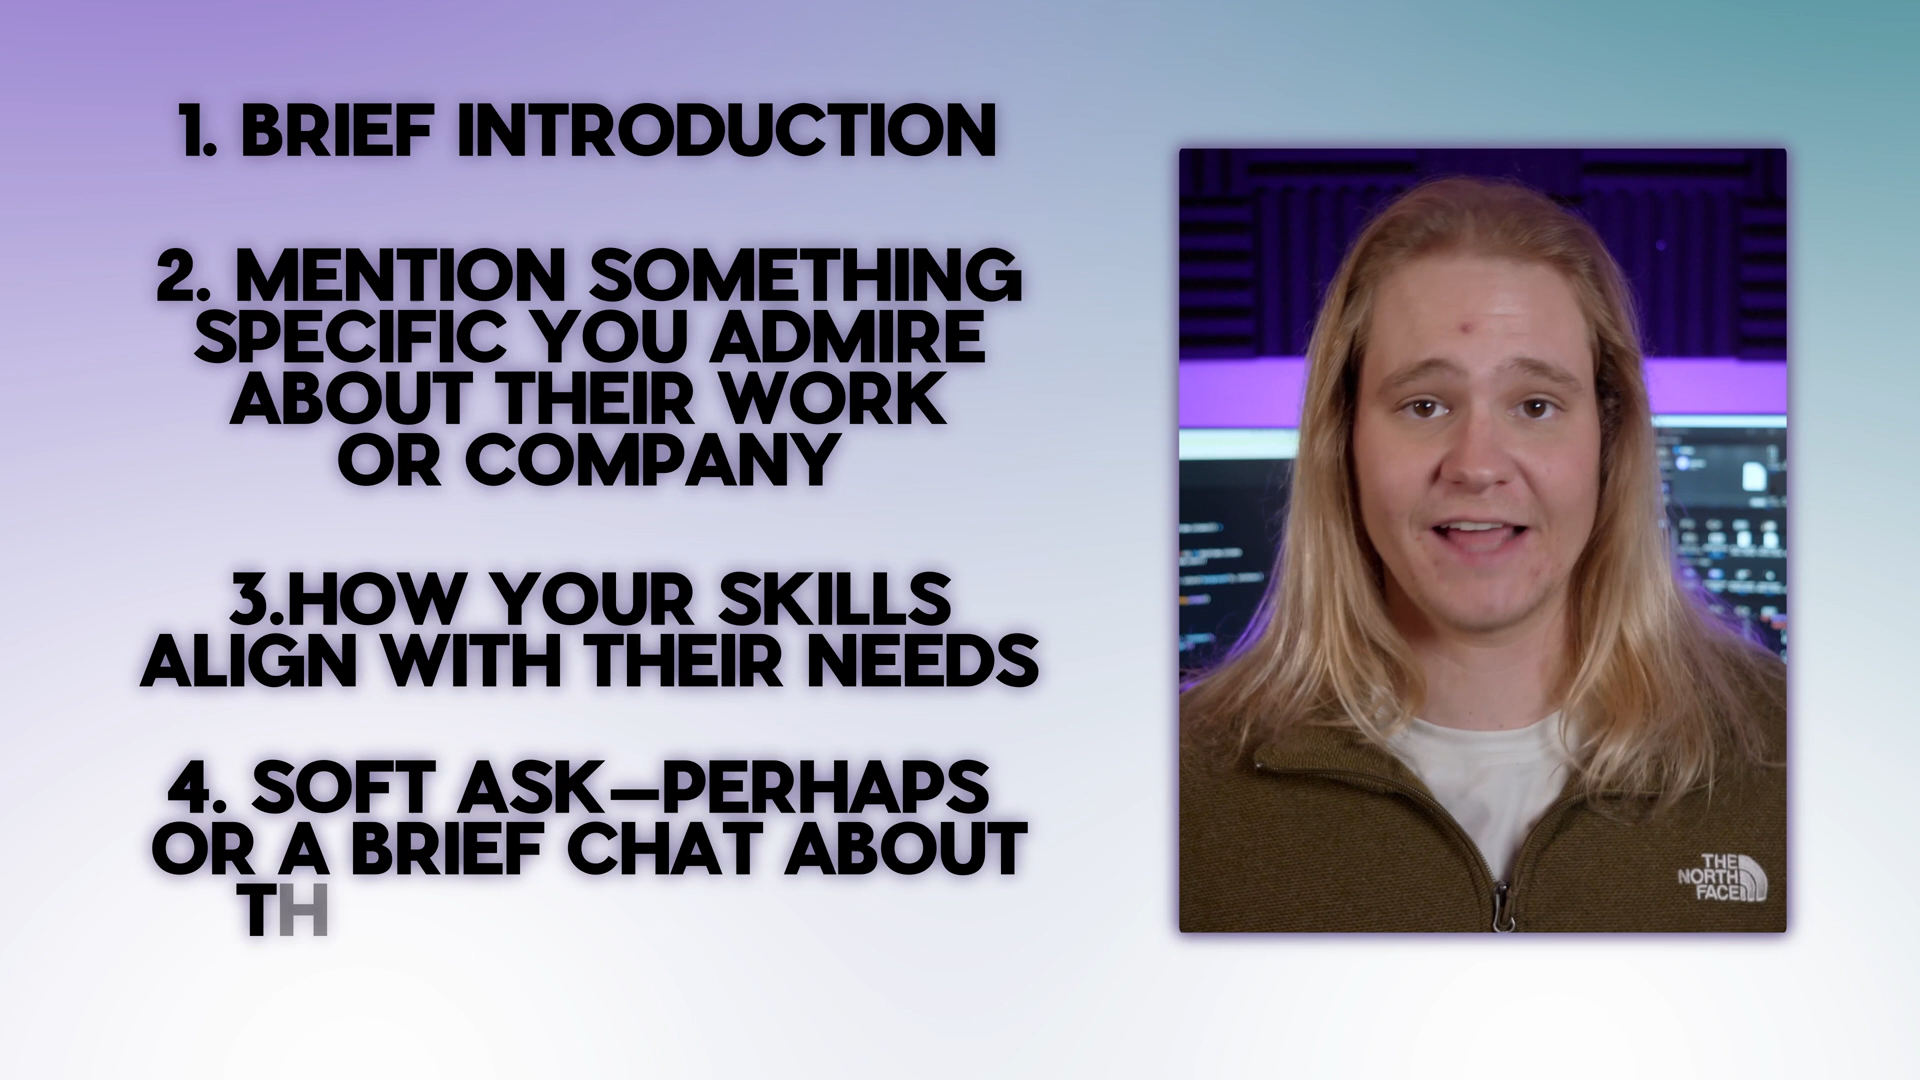 1. BRIEF INTRODUCTION
2. MENTION SOMETHING
SPECIFIC YOU ADMIRE
ABOUT THEIR WORK
OR COMPANY
3.HOW YOUR SKILLS
ALIGN WITH THEIR NEEDS
4. SOFT ASK—PERHAPS
OR A BRIEF CHAT ABOUT
TH
THE
NORTH
FACE